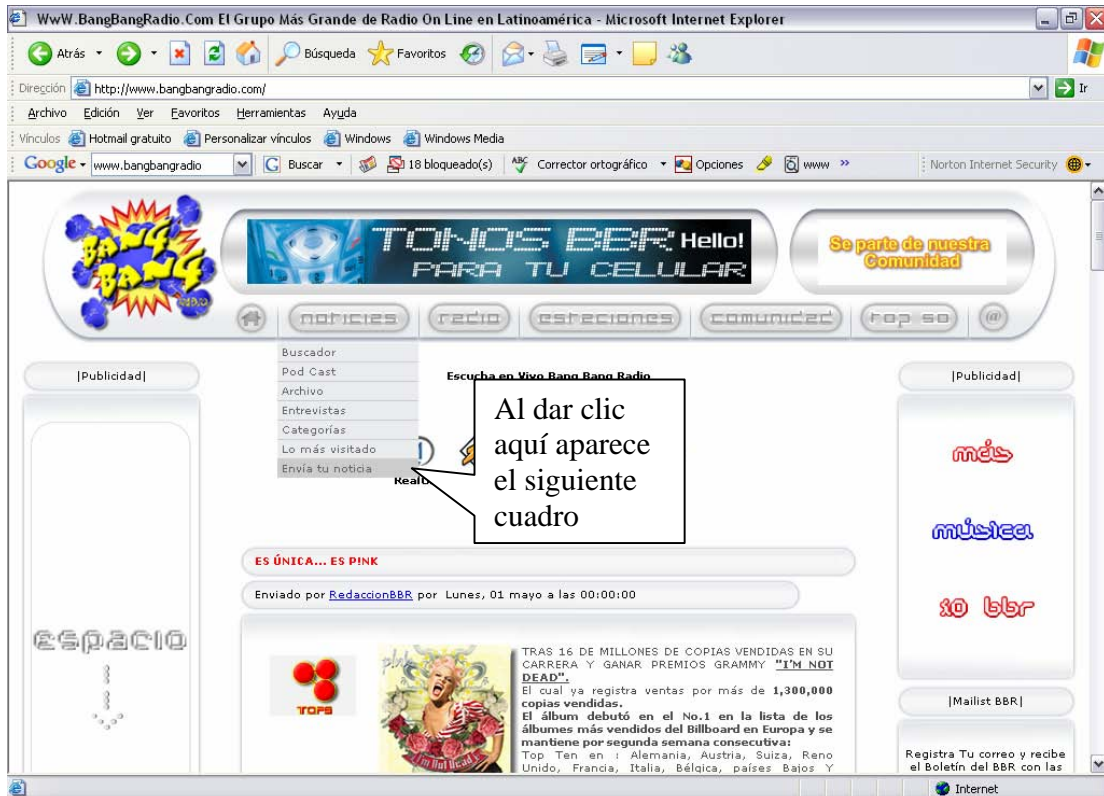 WwW.BangBangRadio.Com El Grupo Más Grande de Radio On Line en Latinoamérica - Microsoft Internet Explorer
Atrás Búsqueda Favoritos
Dirección http://www.bangbangradio.com/ Ir
Archivo Edición Ver Favoritos Herramientas Ayuda
Vínculos Hotmail gratuito Personalizar vínculos Windows Windows Media
Google www.bangbangradio Buscar 18 bloqueado(s) ABC Corrector ortográfico Opciones www » Norton Internet Security
BANG
BANG
RADIO
TONOS BBR Hello!
PARA TU CELULAR
Se parte de nuestra
Comunidad
noticias radio estaciones comunidad top 50 @
Buscador
Pod Cast
Archivo
Entrevistas
Categorías
Lo más visitado
Envía tu noticia
|Publicidad|
Escucha en Vivo Bang Bang Radio
|Publicidad|
Al dar clic
aquí aparece
el siguiente
cuadro
más
música
10 bbr
ES ÚNICA... ES P!NK
Enviado por RedaccionBBR por Lunes, 01 mayo a las 00:00:00
espacio
TOPS
p!nk
I'm Not Dead
TRAS 16 DE MILLONES DE COPIAS VENDIDAS EN SU
CARRERA Y GANAR PREMIOS GRAMMY "I'M NOT
DEAD".
El cual ya registra ventas por más de 1,300,000
copias vendidas.
El álbum debutó en el No.1 en la lista de los
álbumes más vendidos del Billboard en Europa y se
mantiene por segunda semana consecutiva:
Top Ten en : Alemania, Austria, Suiza, Reno
Unido, Francia, Italia, Bélgica, países Bajos Y
|Mailist BBR|
Registra Tu correo y recibe
el Boletín del BBR con las
Internet